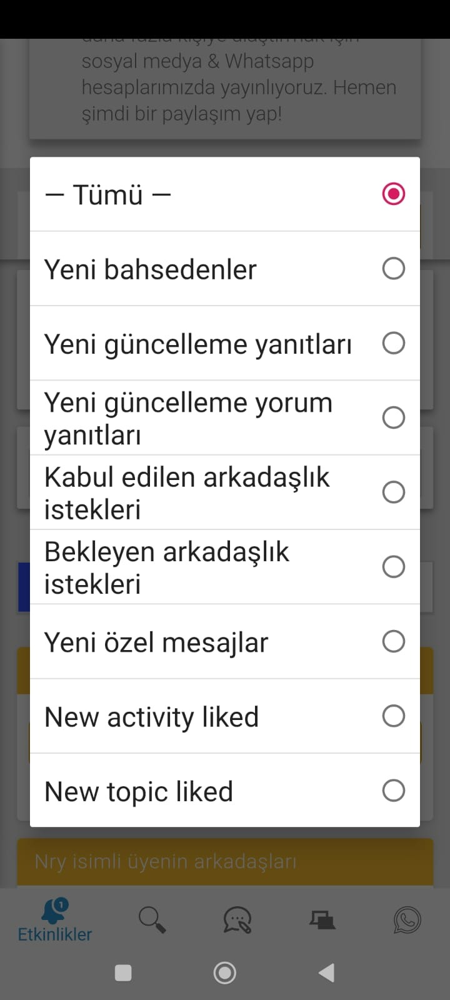 sosyal medya & Whatsapp
hesaplarımızda yayınlıyoruz. Hemen
şimdi bir paylaşım yap!
— Tümü —
Yeni bahsedenler
Yeni güncelleme yanıtları
Yeni güncelleme yorum
yanıtları
Kabul edilen arkadaşlık
istekleri
Bekleyen arkadaşlık
istekleri
Yeni özel mesajlar
New activity liked
New topic liked
Nry isimli üyenin arkadaşları
1
Etkinlikler